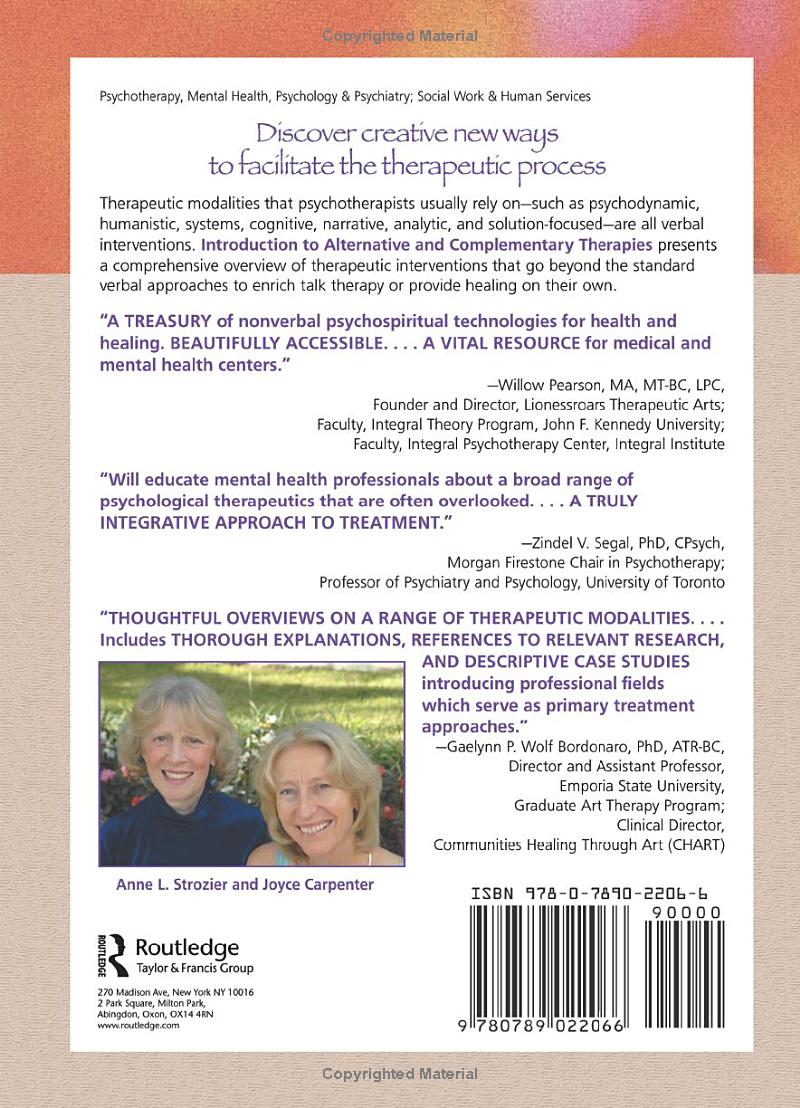 Copyrighted Material
Psychotherapy, Mental Health, Psychology & Psychiatry; Social Work & Human Services
Discover creative new ways
to facilitate the therapeutic process
Therapeutic modalities that psychotherapists usually rely on—such as psychodynamic,
humanistic, systems, cognitive, narrative, analytic, and solution-focused—are all verbal
interventions. Introduction to Alternative and Complementary Therapies presents
a comprehensive overview of therapeutic interventions that go beyond the standard
verbal approaches to enrich talk therapy or provide healing on their own.
“A TREASURY of nonverbal psychospiritual technologies for health and
healing. BEAUTIFULLY ACCESSIBLE. . . . A VITAL RESOURCE for medical and
mental health centers.”
—Willow Pearson, MA, MT-BC, LPC,
Founder and Director, Lionessroars Therapeutic Arts;
Faculty, Integral Theory Program, John F. Kennedy University;
Faculty, Integral Psychotherapy Center, Integral Institute
“Will educate mental health professionals about a broad range of
psychological therapeutics that are often overlooked. . . . A TRULY
INTEGRATIVE APPROACH TO TREATMENT.”
—Zindel V. Segal, PhD, CPsych,
Morgan Firestone Chair in Psychotherapy;
Professor of Psychiatry and Psychology, University of Toronto
“THOUGHTFUL OVERVIEWS ON A RANGE OF THERAPEUTIC MODALITIES. . . .
Includes THOROUGH EXPLANATIONS, REFERENCES TO RELEVANT RESEARCH,
AND DESCRIPTIVE CASE STUDIES
introducing professional fields
which serve as primary treatment
approaches.”
—Gaelynn P. Wolf Bordonaro, PhD, ATR-BC,
Director and Assistant Professor,
Emporia State University,
Graduate Art Therapy Program;
Clinical Director,
Communities Healing Through Art (CHART)
Anne L. Strozier and Joyce Carpenter
ISBN 978-0-7890-2206-6
90000
9 780789 022066
ROUTLEDGE
Routledge
Taylor & Francis Group
270 Madison Ave, New York NY 10016
2 Park Square, Milton Park,
Abingdon, Oxon, OX14 4RN
www.routledge.com
Copyrighted Material